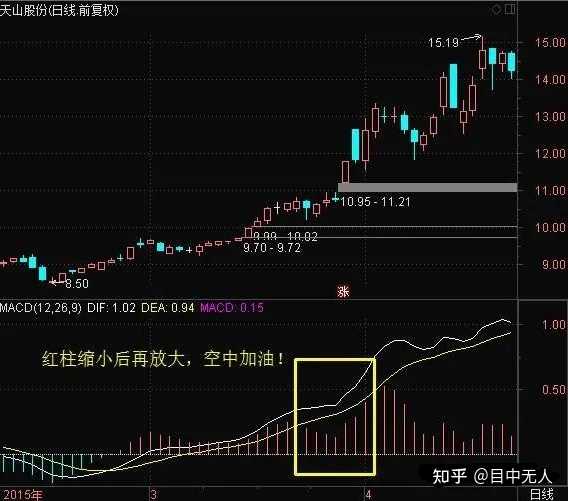 天山股份(日线.前复权)
15.19
15.00
14.00
13.00
12.00
11.00
10.95 - 11.21
10.00
9.99 - 10.02
9.70 - 9.72
9.00
8.50
涨
MACD(12,26,9) DIF: 1.02 DEA: 0.94 MACD: 0.15
1.00
红柱缩小后再放大，空中加油！
0.50
知乎 @目中无人
2015年 3 4 日线